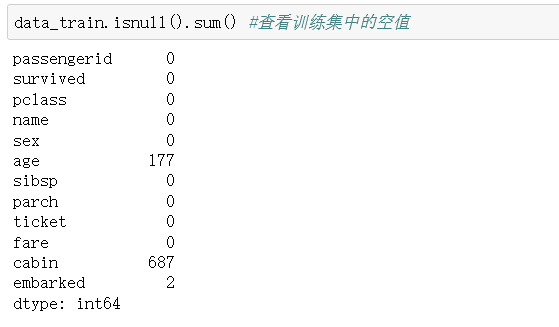 data_train.isnull().sum() #查看训练集中的空值
passengerid 0
survived 0
pclass 0
name 0
sex 0
age 177
sibsp 0
parch 0
ticket 0
fare 0
cabin 687
embarked 2
dtype: int64